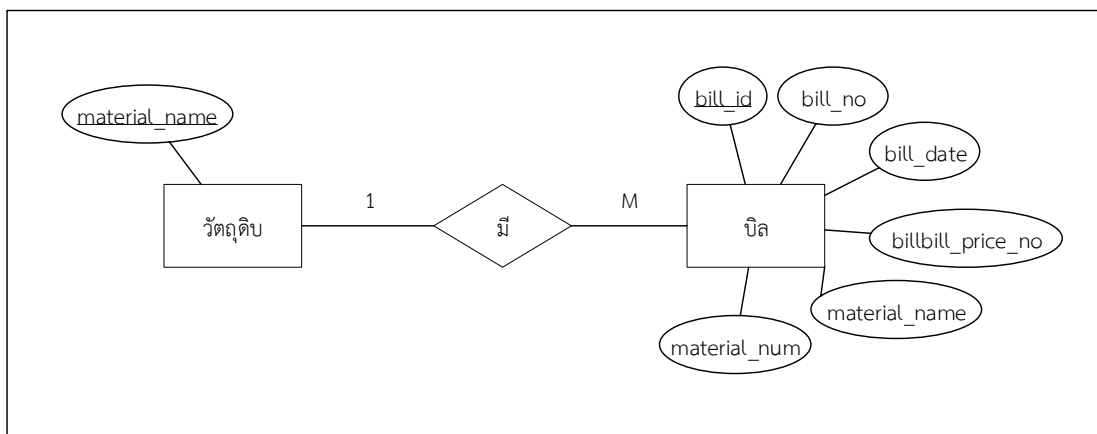 bill_id
bill_no
material_name
bill_date
1
M
วัตถุดิบ
มี
บิล
billbill_price_no
material_name
material_num